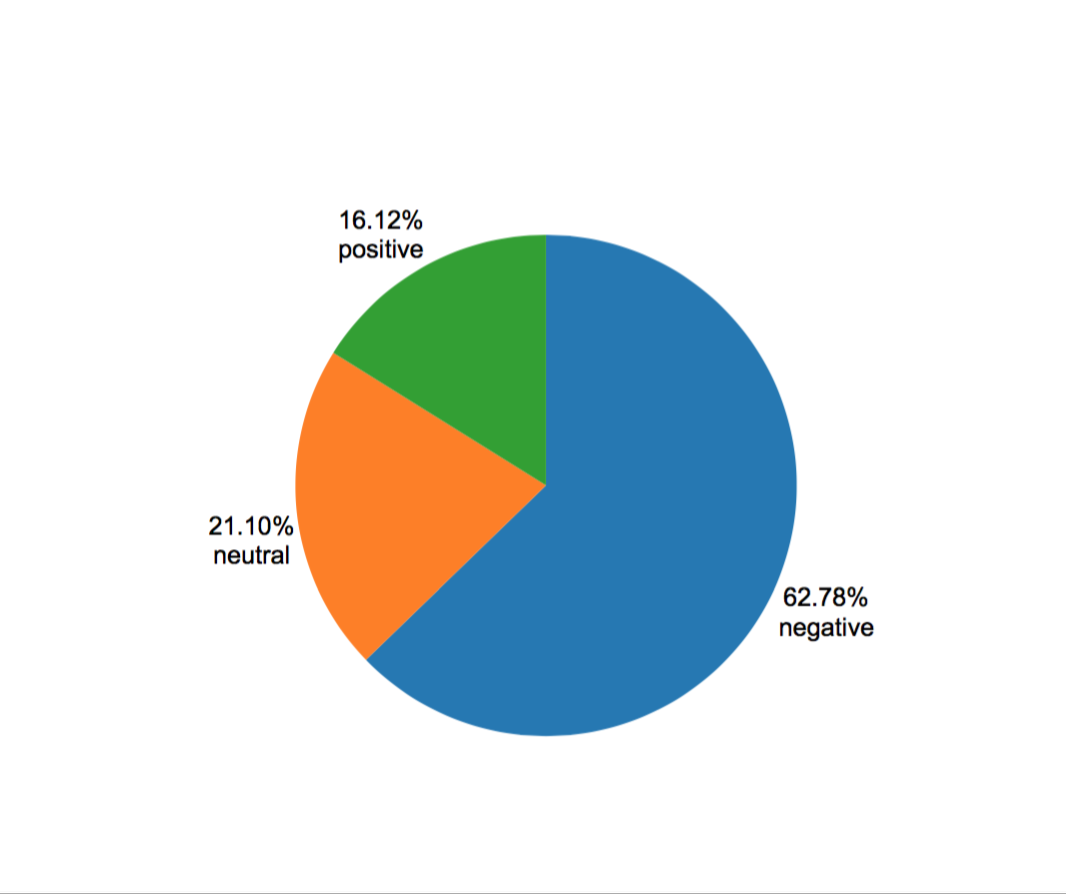 16.12%
positive
21.10%
neutral
62.78%
negative